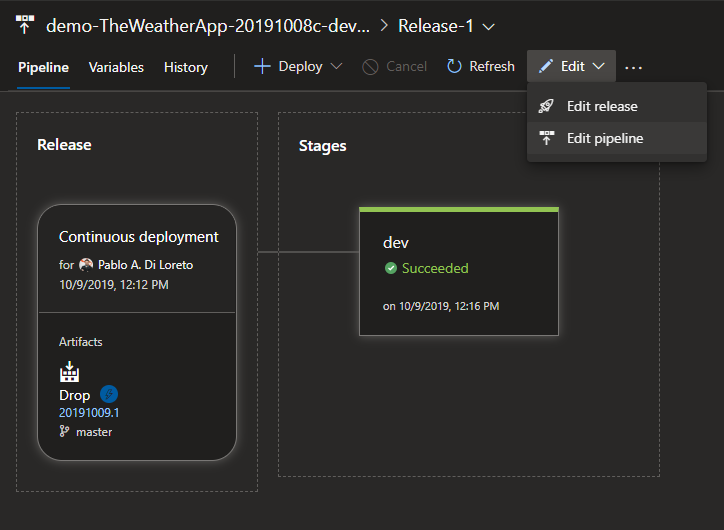 demo-TheWeatherApp-20191008c-dev... > Release-1
Pipeline Variables History Deploy Cancel Refresh Edit ...
Edit release
Edit pipeline
Release
Stages
Continuous deployment
for Pablo A. Di Loreto
10/9/2019, 12:12 PM
dev
Succeeded
on 10/9/2019, 12:16 PM
Artifacts
Drop
20191009.1
master